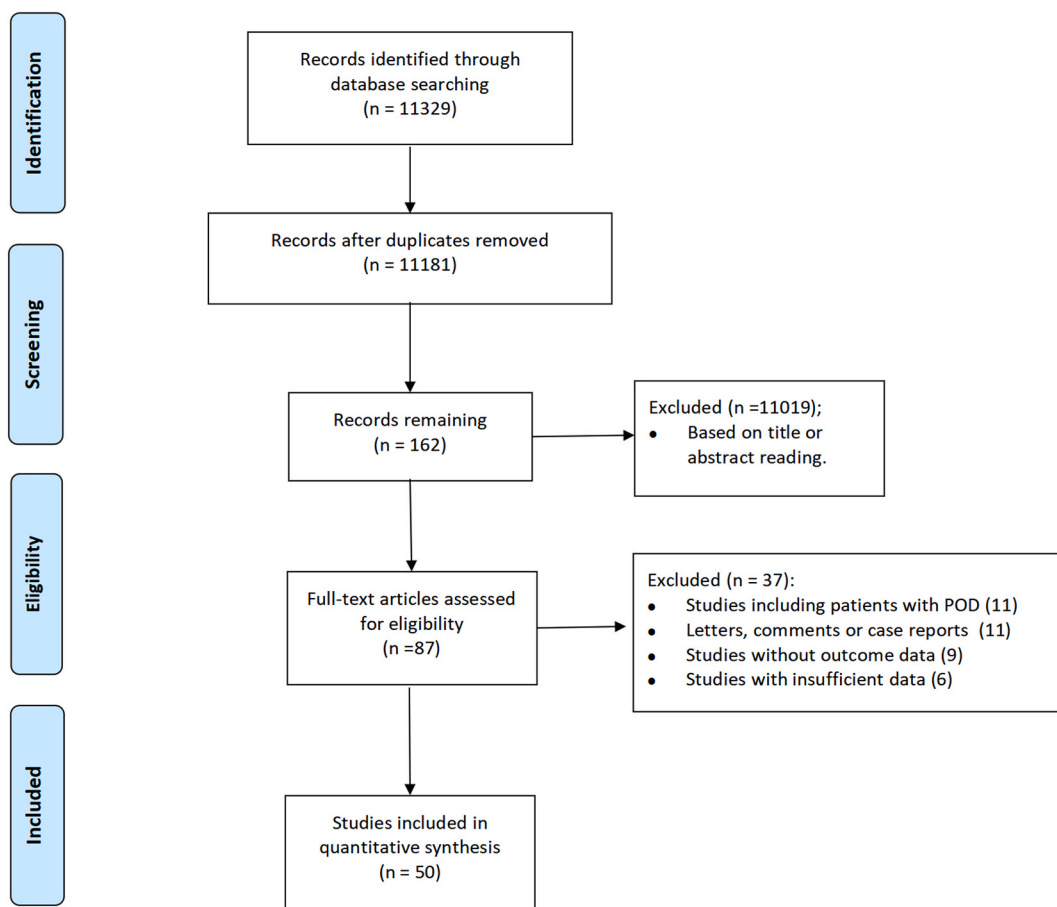 Identification
Records identified through
database searching
(n = 11329)
Records after duplicates removed
(n = 11181)
Screening
Records remaining
(n = 162)
Excluded (n =11019);
• Based on title or
abstract reading.
Eligibility
Full-text articles assessed
for eligibility
(n =87)
Excluded (n = 37):
• Studies including patients with POD (11)
• Letters, comments or case reports (11)
• Studies without outcome data (9)
• Studies with insufficient data (6)
Included
Studies included in
quantitative synthesis
(n = 50)